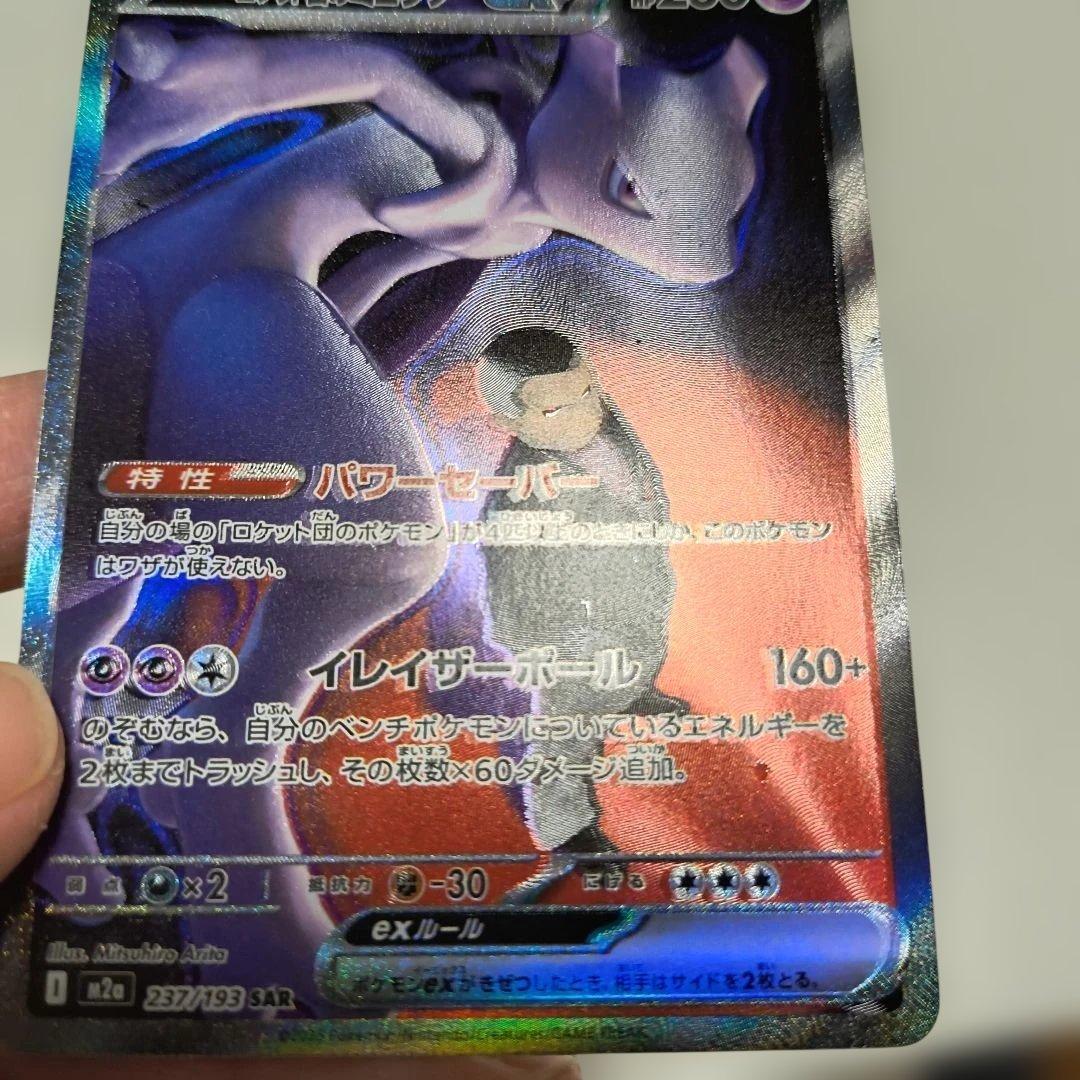 特性 パワーセーバー
自分の場の「ロケット団のポケモン」が4匹以上のときにしか、このポケモン
はワザが使えない。
イレイザーボール 160+
のぞむなら、自分のベンチポケモンについているエネルギーを
2枚までトラッシュし、その枚数×60ダメージ追加。
弱点 ×2 抵抗力 -30 にげる
exルール
ポケモンexがきぜつしたとき、相手はサイドを2枚とる。
Illus. Mitsuhiro Arita
I M2a 237/193 SAR